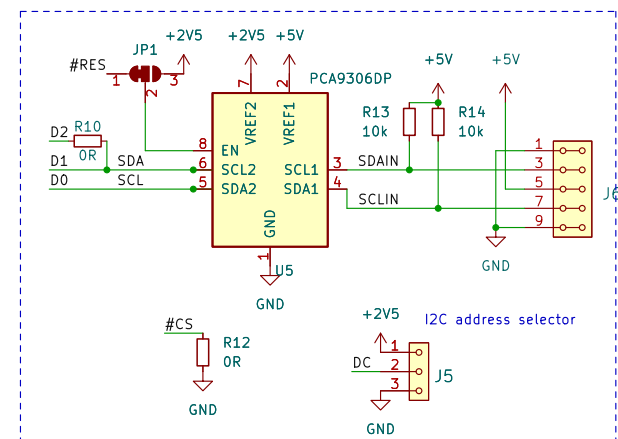 +2V5 +2V5 +5V
JP1
#RES
1 3
2
7 2
PCA9306DP
+5V +5V
VREF2 VREF1
R13
10k
R14
10k
D2 R10
0R
8 EN
D1 SDA 6 SCL2 SCL1 3 SDAIN
D0 SCL 5 SDA2 SDA1 4 SCLIN
1
3
5
7
9
J6
GND
1
U5
GND
GND
#CS
R12
0R
GND
+2V5
I2C address selector
1
DC 2
3
J5
GND